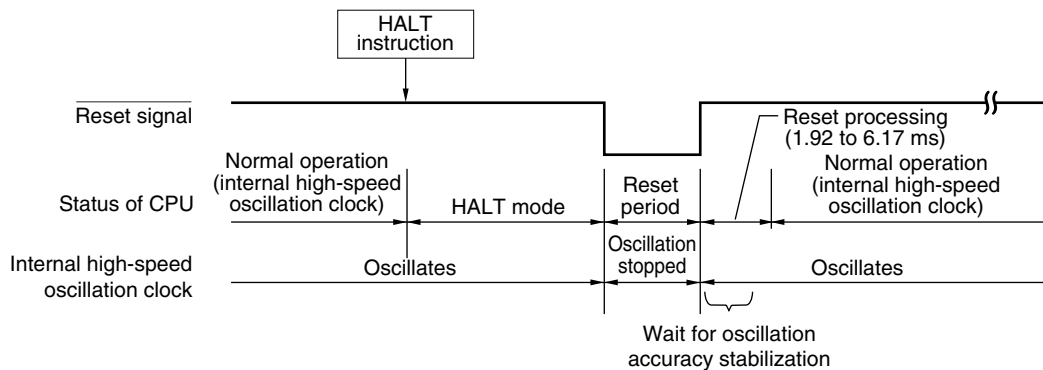 HALT
instruction
Reset signal
Reset processing
(1.92 to 6.17 ms)
Status of CPU
Normal operation
(internal high-speed
oscillation clock)
HALT mode
Reset
period
Normal operation
(internal high-speed
oscillation clock)
Internal high-speed
oscillation clock
Oscillates
Oscillation
stopped
Oscillates
Wait for oscillation
accuracy stabilization